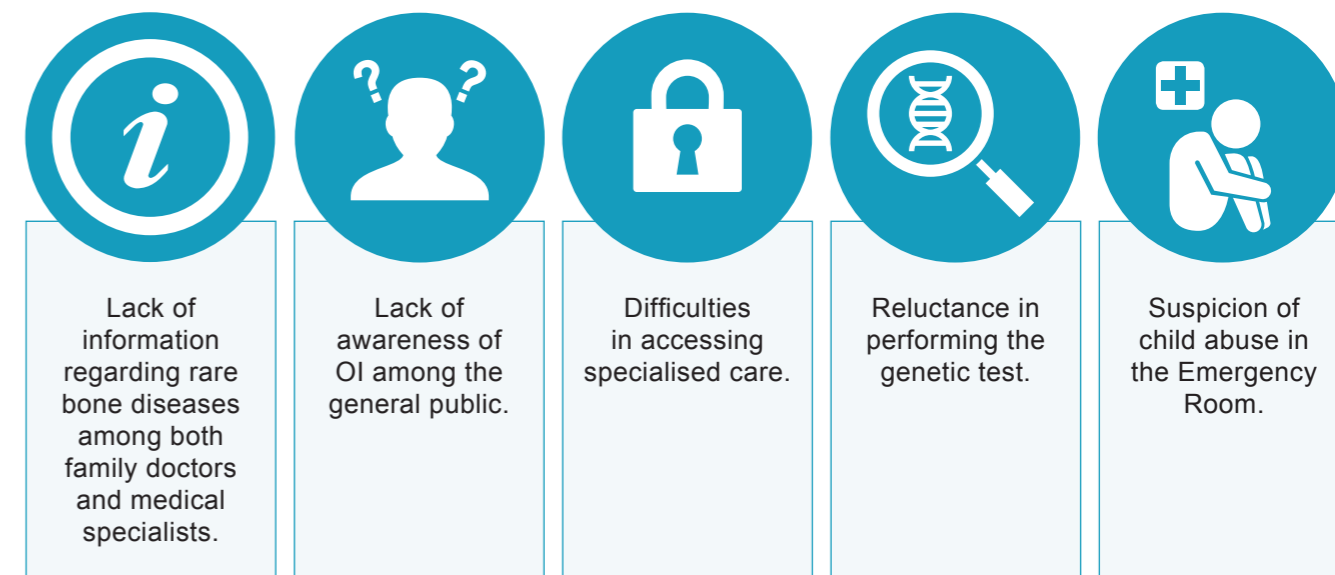 Lack of
information
regarding rare
bone diseases
among both
family doctors
and medical
specialists.
Lack of
awareness of
OI among the
general public.
Difficulties
in accessing
specialised care.
Reluctance in
performing the
genetic test.
Suspicion of
child abuse in
the Emergency
Room.